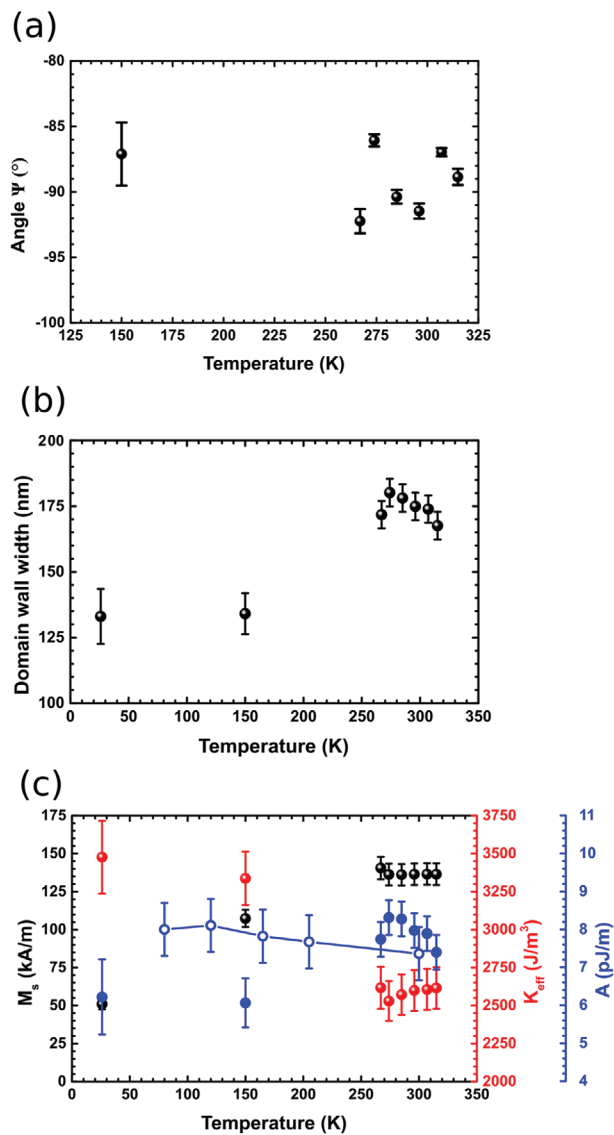 (a)
-80
-85
-90
-95
-100
Angle Ψ (°)
125 150 175 200 225 250 275 300 325
Temperature (K)
(b)
200
175
150
125
100
Domain wall width (nm)
0 50 100 150 200 250 300 350
Temperature (K)
(c)
175 3750 11
150 3500 10
125 3250 9
100 3000 8
75 2750 7
50 2500 6
25 2250 5
0 2000 4
Ms (kA/m)
Keff (J/m³)
A (pJ/m)
0 50 100 150 200 250 300 350
Temperature (K)